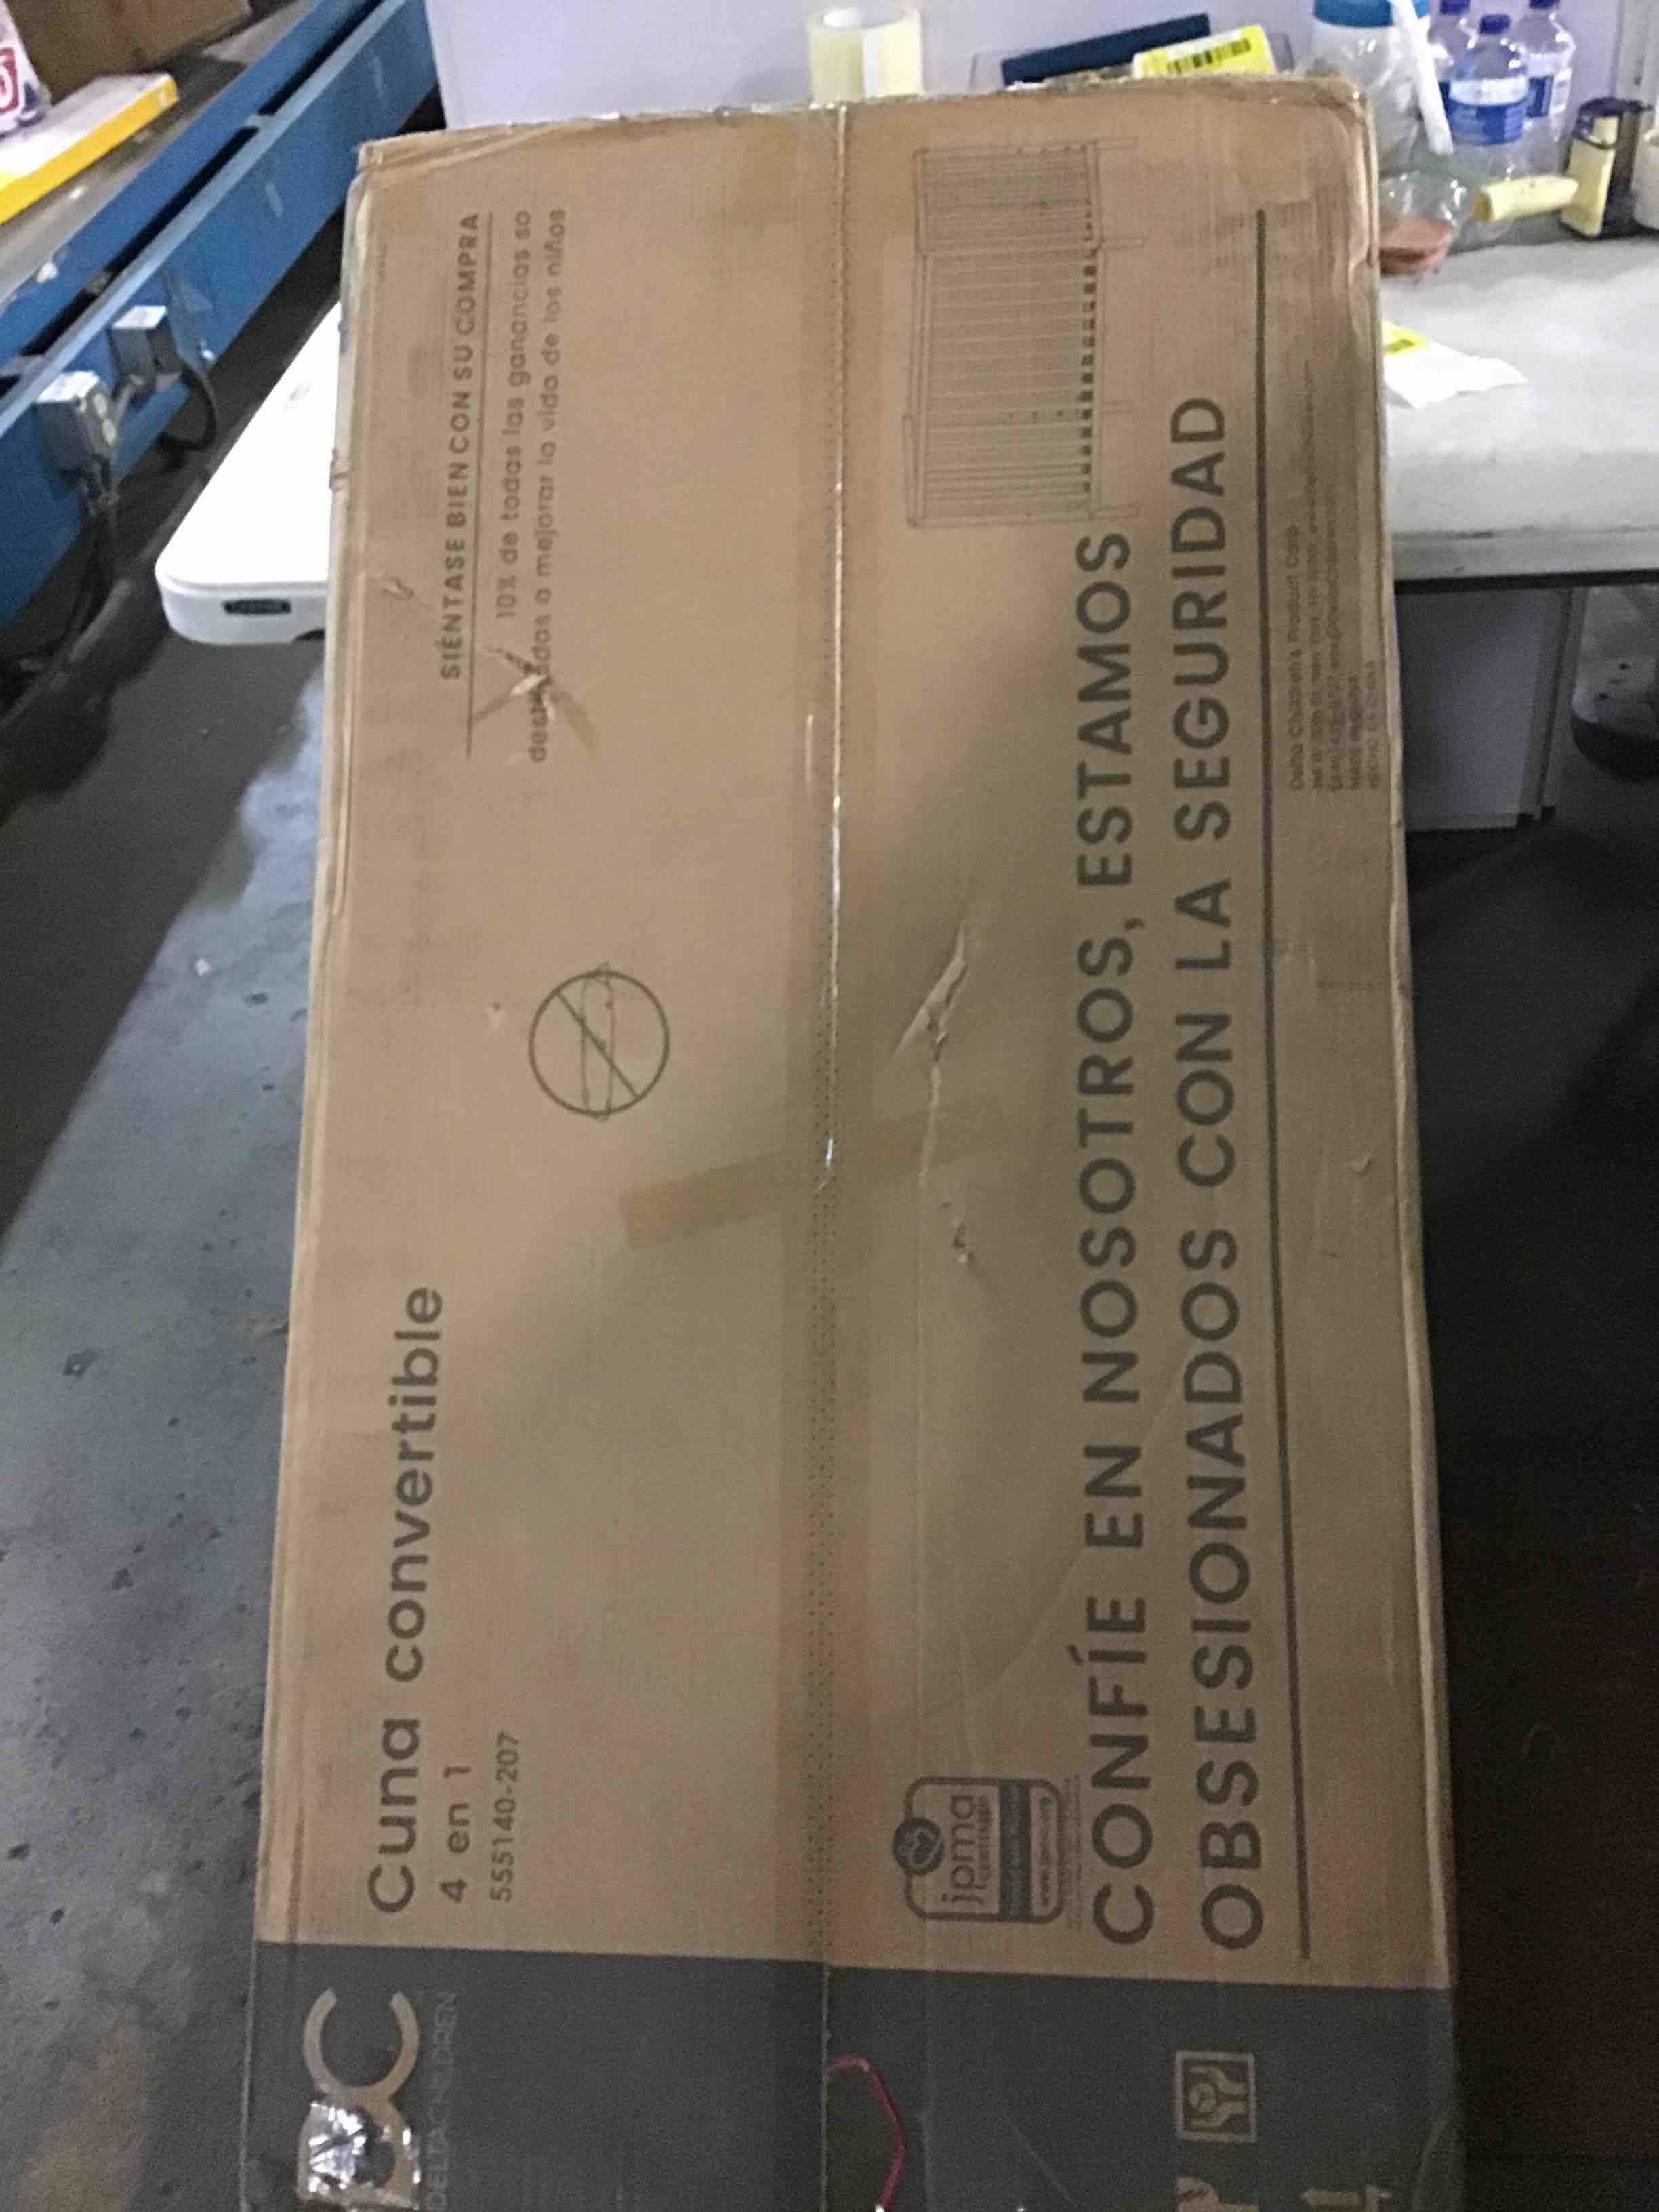 DELTA CHILDREN
Cuna convertible
4 en 1
555140-207
SIÉNTASE BIEN CON SU COMPRA
10% de todas las ganancias so
a mejorar la vida de los niños
jpma
CONFÍE EN NOSOTROS, ESTAMOS
OBSESIONADOS CON LA SEGURIDAD